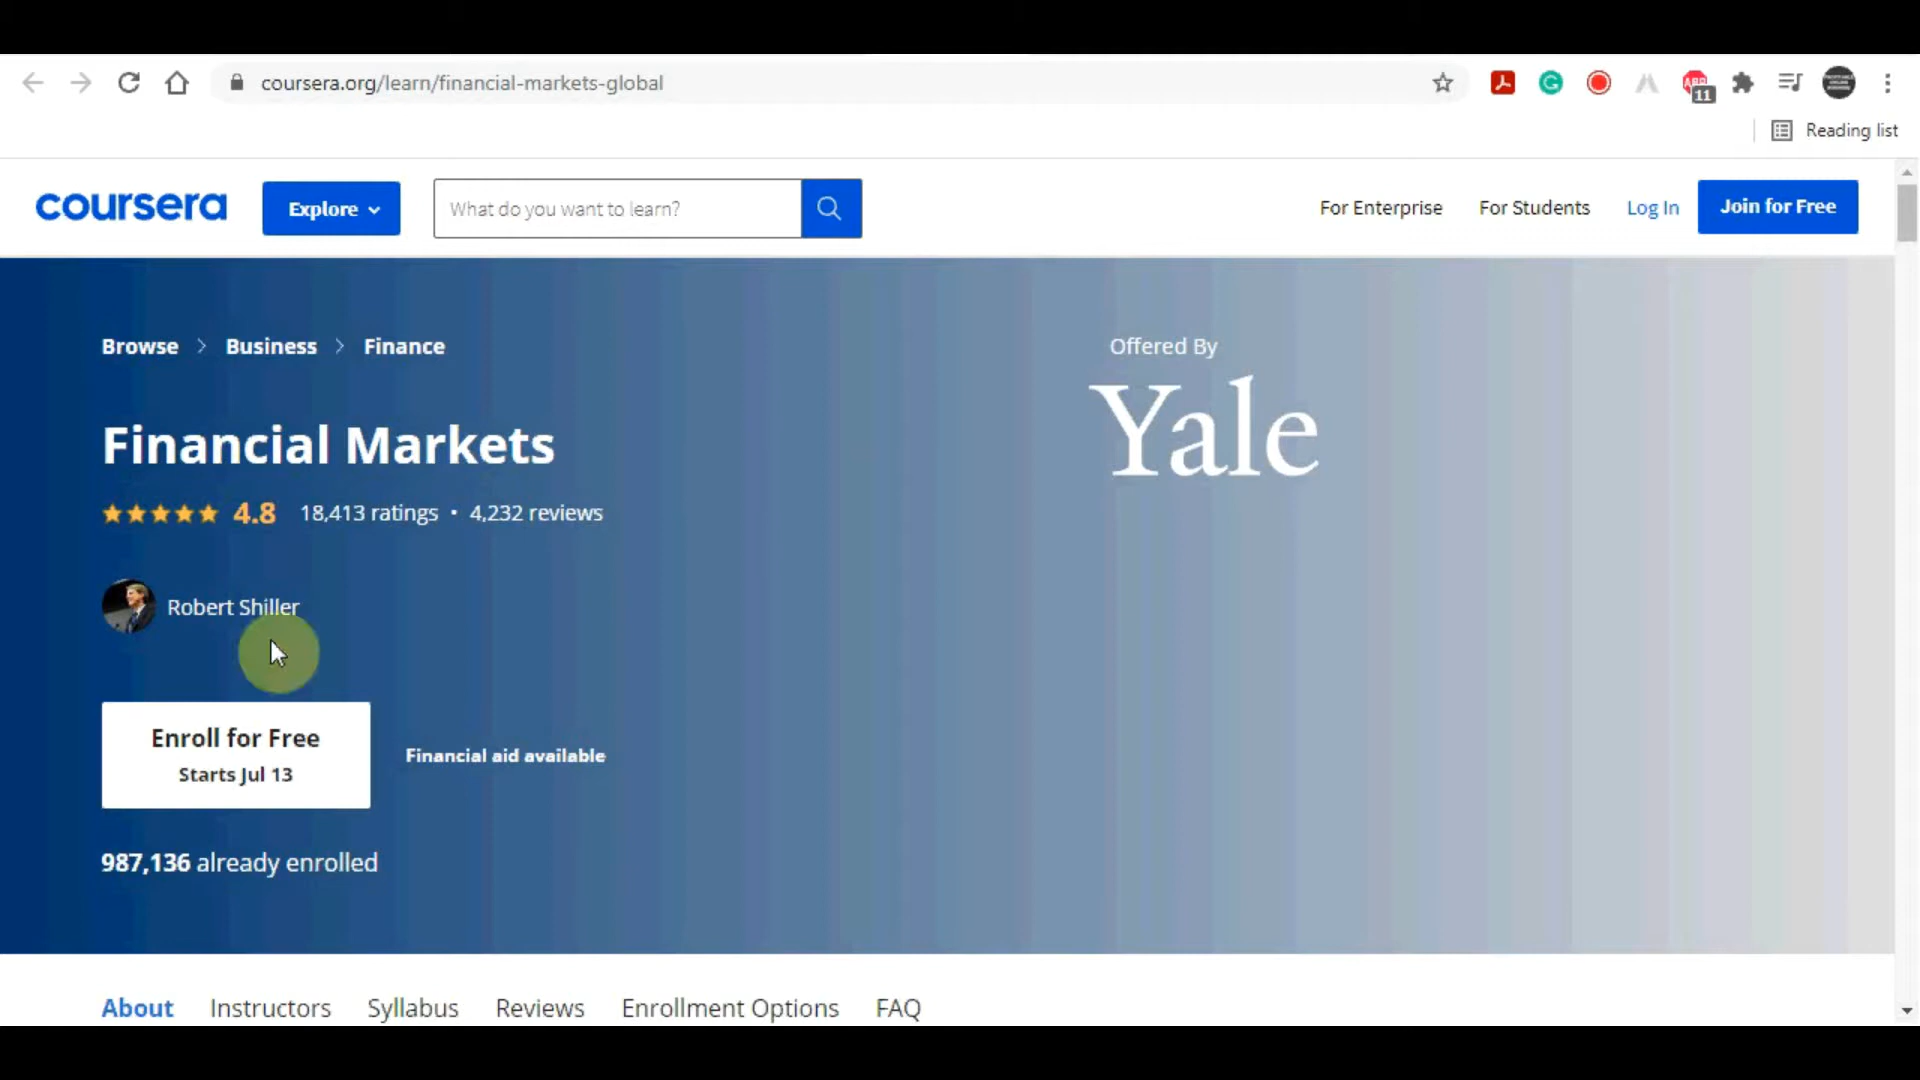 coursera.org/learn/financial-markets-global
11
Reading list
coursera
Explore
What do you want to learn?
For Enterprise
For Students
Log In
Join for Free
Browse > Business > Finance
Offered By
Yale
Financial Markets
4.8 18,413 ratings • 4,232 reviews
Robert Shiller
Enroll for Free
Starts Jul 13
Financial aid available
987,136 already enrolled
About Instructors Syllabus Reviews Enrollment Options FAQ